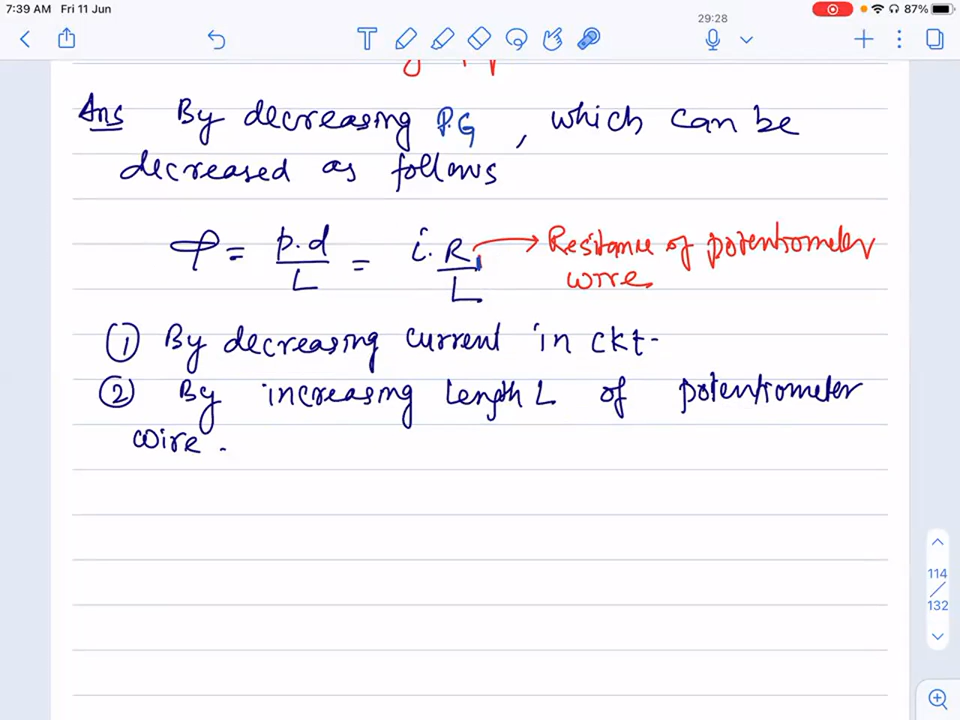 7:39 AM Fri 11 Jun
87%
29:28
Ans By decreasing P.G, which can be
decreased as follows
φ = p.d/L = i.R/L → Resistance of potentiometer
wire.
① By decreasing current in ckt-
② By increasing length L of potentiometer
wire.
114
/
132